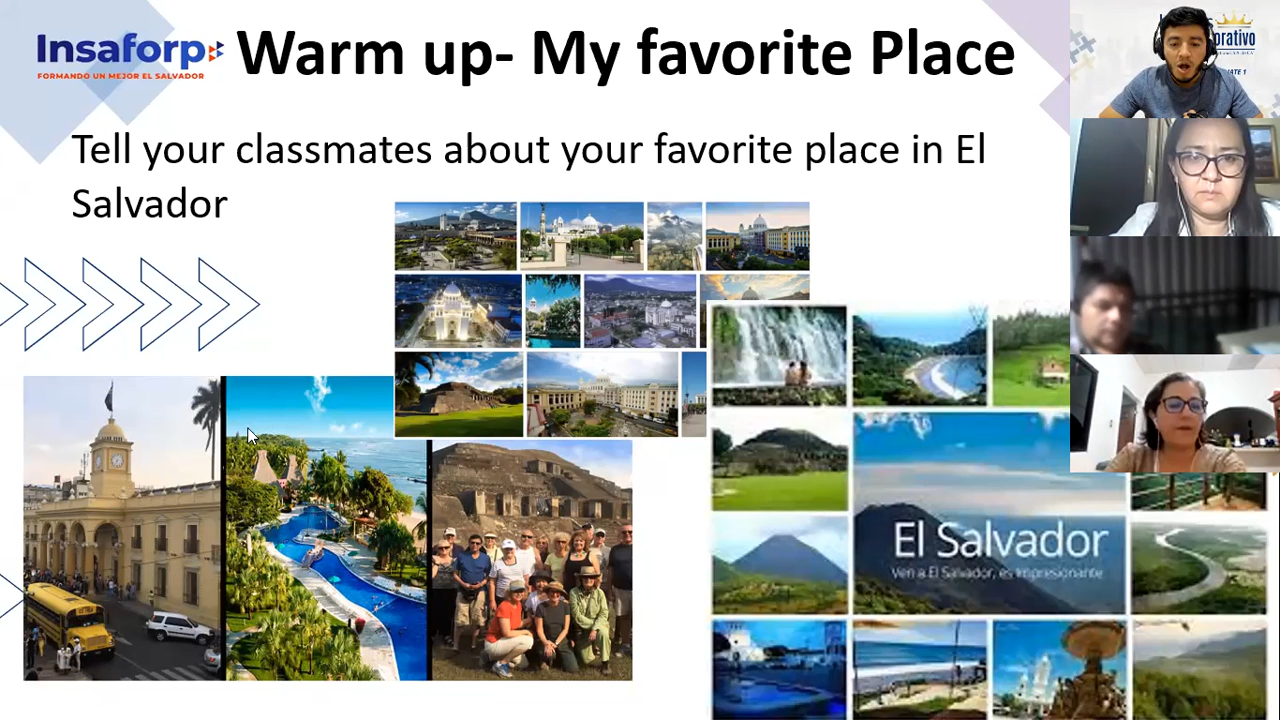 Insaforp
FORMANDO UN MEJOR EL SALVADOR
Warm up- My favorite Place
Tell your classmates about your favorite place in El
Salvador
El Salvador
Ven a El Salvador, es Impresionante